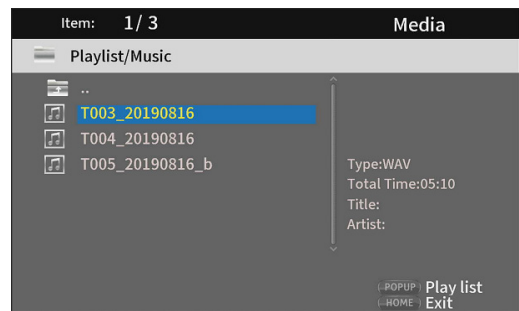 Item: 1/ 3 Media
Playlist/Music
..
T003_20190816
T004_20190816
T005_20190816_b
Type:WAV
Total Time:05:10
Title:
Artist:
POPUP Play list
HOME Exit